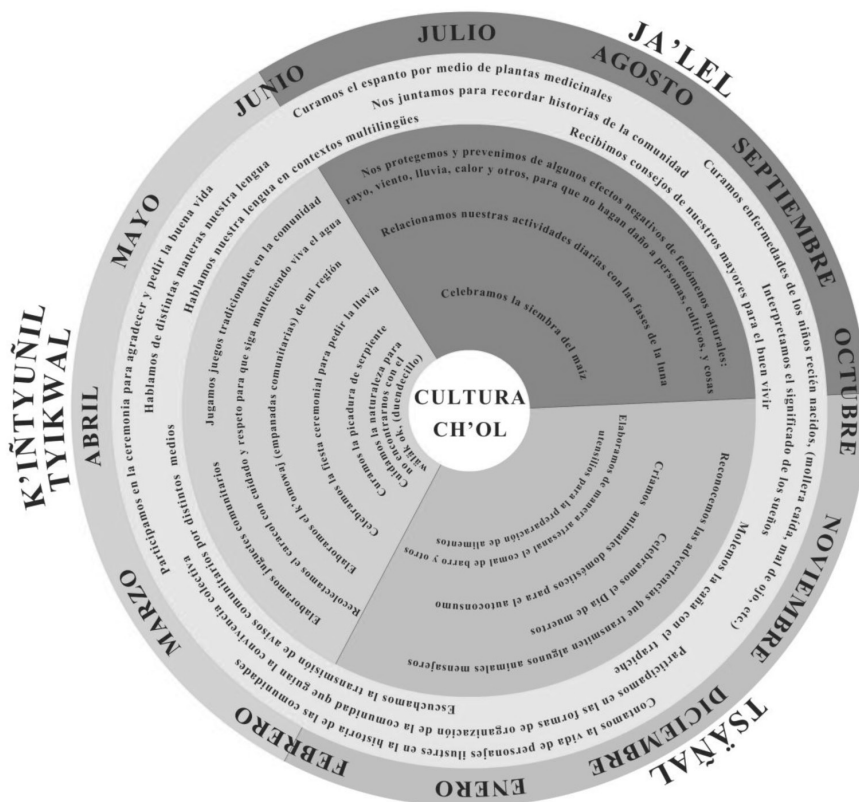 CULTURA
CH’OL
JA’LEL
TSÄÑAL
K’IÑTYUÑIL
TYIKWAL
ENERO
FEBRERO
MARZO
ABRIL
MAYO
JUNIO
JULIO
AGOSTO
SEPTIEMBRE
OCTUBRE
NOVIEMBRE
DICIEMBRE
Curamos el espanto por medio de plantas medicinales
Nos juntamos para recordar historias de la comunidad
Recibimos consejos de nuestros mayores para el buen vivir
Curamos enfermedades de los niños recién nacidos, (mollera caída, mal de ojo, etc.)
Interpretamos el significado de los sueños
Molemos la caña con el trapiche
Participamos en las formas de organización de la comunidad que guían la convivencia colectiva
Contamos la vida de personajes ilustres en la historia de las comunidades
Escuchamos la transmisión de avisos comunitarios por distintos medios
Participamos en la ceremonia para agradecer y pedir la buena vida
Hablamos de distintas maneras nuestra lengua
Hablamos nuestra lengua en contextos multilingües
Nos protegemos y prevenimos de algunos efectos negativos de fenómenos naturales:
rayo, viento, lluvia, calor y otros, para que no hagan daño a personas, cultivos, y cosas
Relacionamos nuestras actividades diarias con las fases de la luna
Celebramos la siembra del maíz
Reconocemos las advertencias que transmiten algunos animales mensajeros
Celebramos el Día de muertos
Criamos animales domésticos para el autoconsumo
Elaboramos de manera artesanal el comal de barro y otros
utensilios para la preparación de alimentos
Elaboramos juguetes comunitarios
Jugamos juegos tradicionales en la comunidad
Recolectamos el caracol con cuidado y respeto para que siga manteniendo viva el agua
Elaboramos el k’omowaj (empanadas comunitarias) de mi región
Celebramos la fiesta ceremonial para pedir la lluvia
Curamos la picadura de serpiente
Cuidamos la naturaleza para
no encontrarnos con el
wäläk ok, (duendecillo)